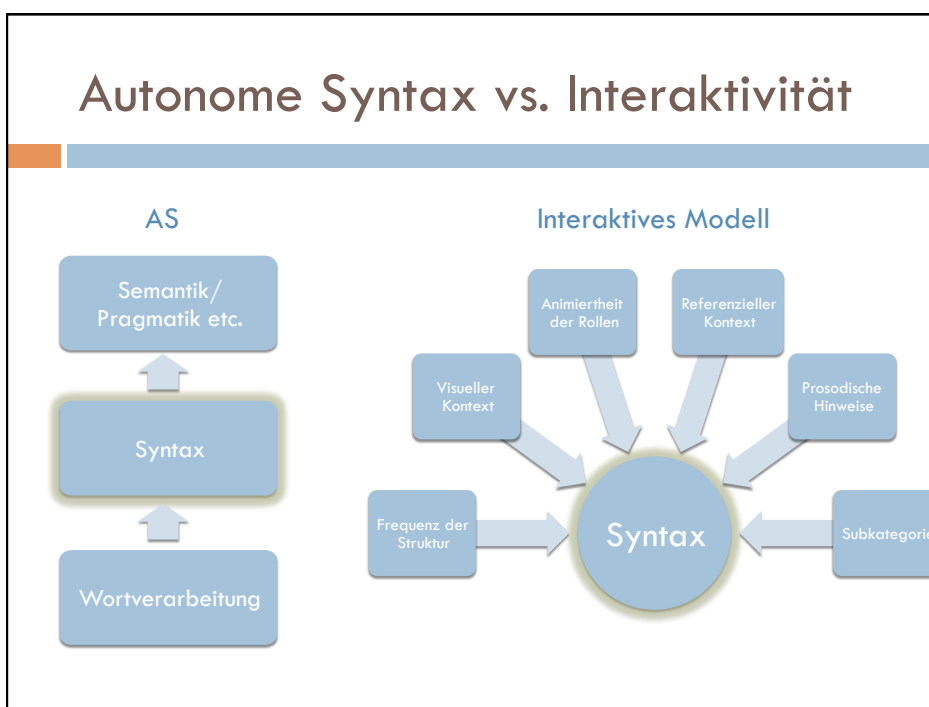 Autonome Syntax vs. Interaktivität
AS
Semantik/
Pragmatik etc.
Syntax
Wortverarbeitung
Interaktives Modell
Frequenz der
Struktur
Visueller
Kontext
Animiertheit
der Rollen
Referenzieller
Kontext
Prosodische
Hinweise
Subkategorie
Syntax